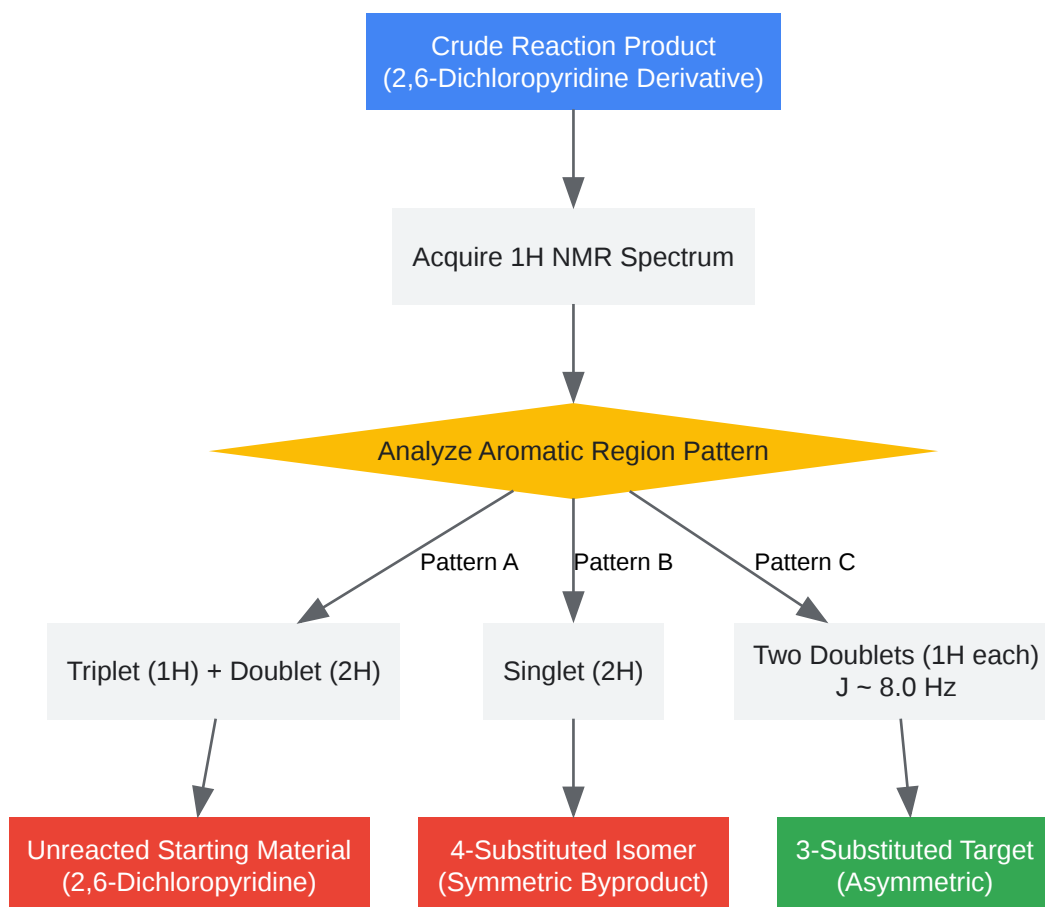 Crude Reaction Product
(2,6-Dichloropyridine Derivative)
Acquire 1H NMR Spectrum
Analyze Aromatic Region Pattern
Pattern A
Pattern B
Pattern C
Triplet (1H) + Doublet (2H)
Singlet (2H)
Two Doublets (1H each)
J ~ 8.0 Hz
Unreacted Starting Material
(2,6-Dichloropyridine)
4-Substituted Isomer
(Symmetric Byproduct)
3-Substituted Target
(Asymmetric)